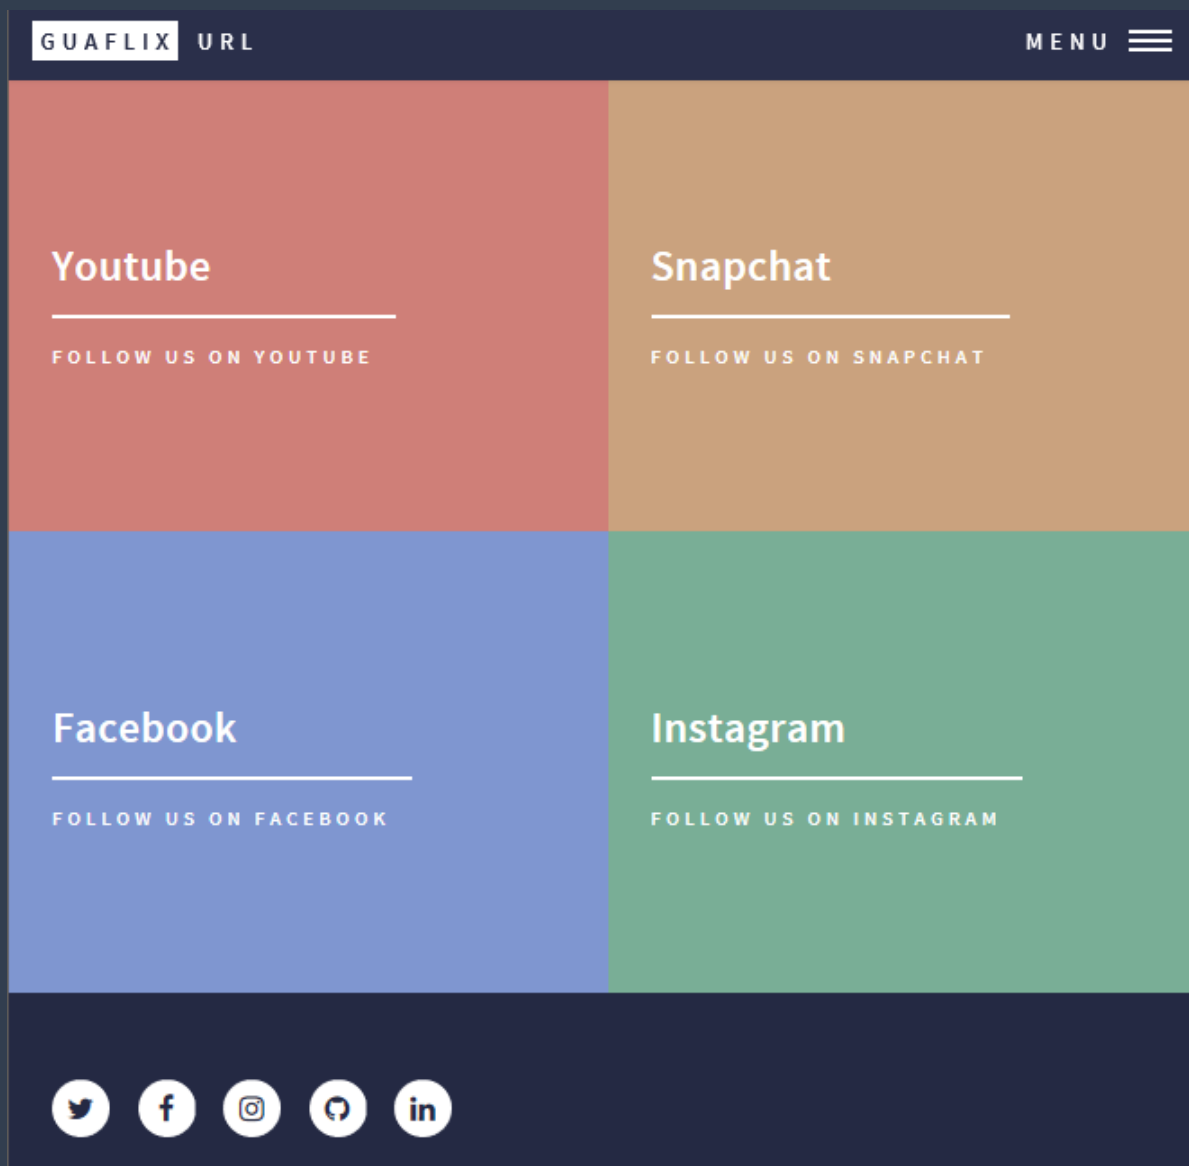 GUAFLIX URL MENU
Youtube
FOLLOW US ON YOUTUBE
Snapchat
FOLLOW US ON SNAPCHAT
Facebook
FOLLOW US ON FACEBOOK
Instagram
FOLLOW US ON INSTAGRAM